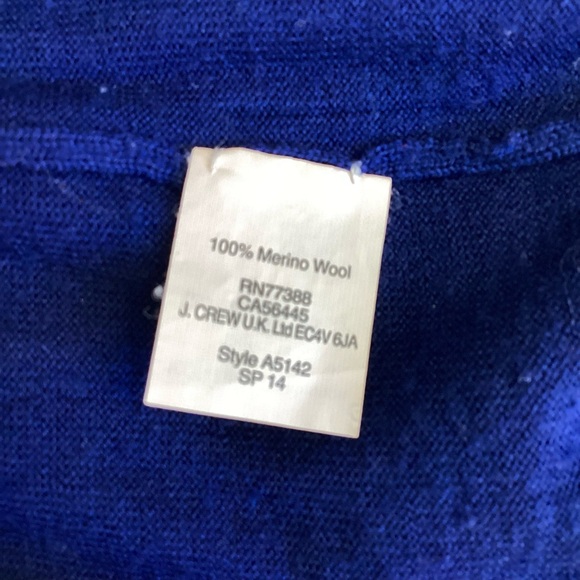 100% Merino Wool
RN77388
CA56445
J. CREW U.K. Ltd EC4V 6JA
Style A5142
SP 14